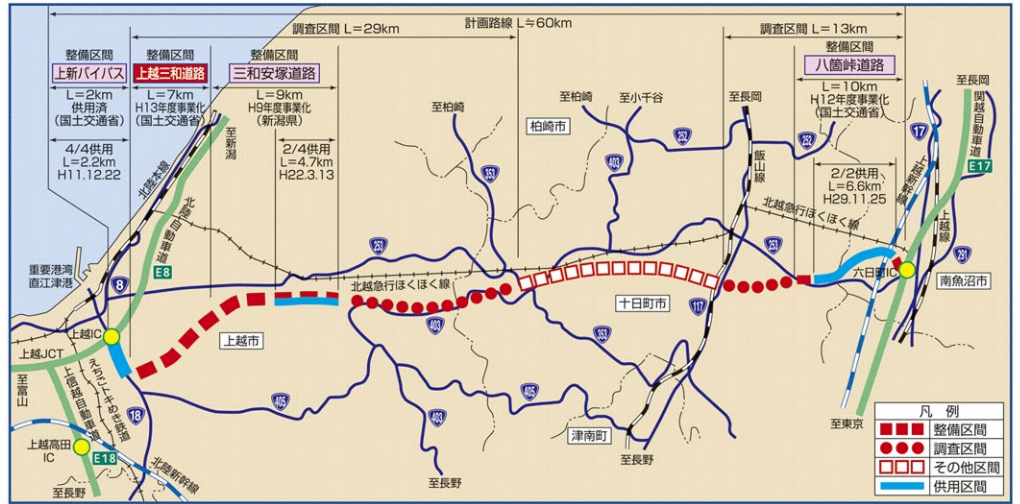 計画路線 L≒60km
調査区間 L=29km
調査区間 L=13km
整備区間
上新バイパス
L=2km
供用済
(国土交通省)
4/4供用
L=2.2km
H11.12.22
整備区間
上越三和道路
L=7km
H13年度事業化
(国土交通省)
整備区間
三和安塚道路
L=9km
H9年度事業化
(新潟県)
2/4供用
L=4.7km
H22.3.13
整備区間
八箇峠道路
L=10km
H12年度事業化
(国土交通省)
2/2供用
L=6.6km
H29.11.25
至新潟
北陸本線
北陸自動車道
E8
至柏崎
至柏崎
至小千谷
柏崎市
至長岡
飯山線
至長岡
関越自動車道
E17
17
252
252
403
353
上越新幹線
上越線
北越急行ほくほく線
重要港湾
直江津港
8
253
253
291
六日町IC
南魚沼市
北越急行ほくほく線
403
十日町市
117
353
上越市
上越IC
上越JCT
至富山
えちごトキめき鉄道
上信越自動車道
18
405
403
405
津南町
至長野
至長野
至東京
上越高田
IC
E18
北陸新幹線
至長野
凡 例
整備区間
調査区間
その他区間
供用区間